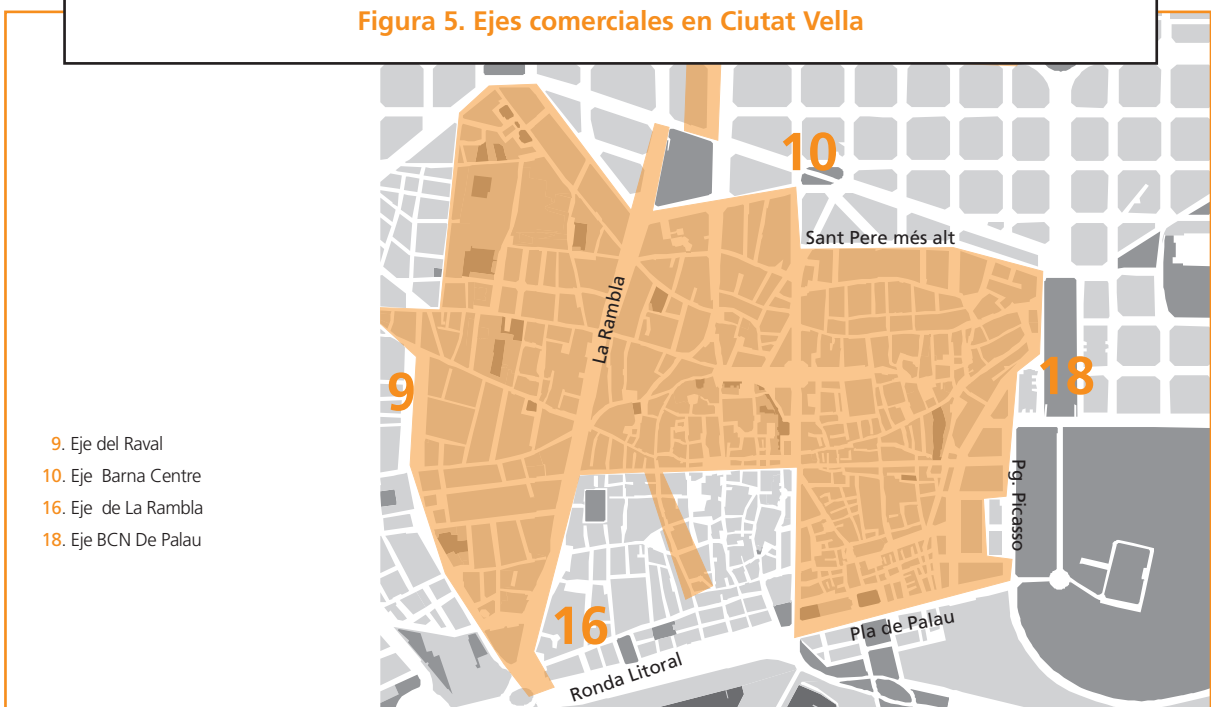 Figura 5. Ejes comerciales en Ciutat Vella
10
Sant Pere més alt
La Rambla
18
9
9. Eje del Raval
10. Eje Barna Centre
16. Eje de La Rambla
18. Eje BCN De Palau
Pg. Picasso
16
Pla de Palau
Ronda Litoral